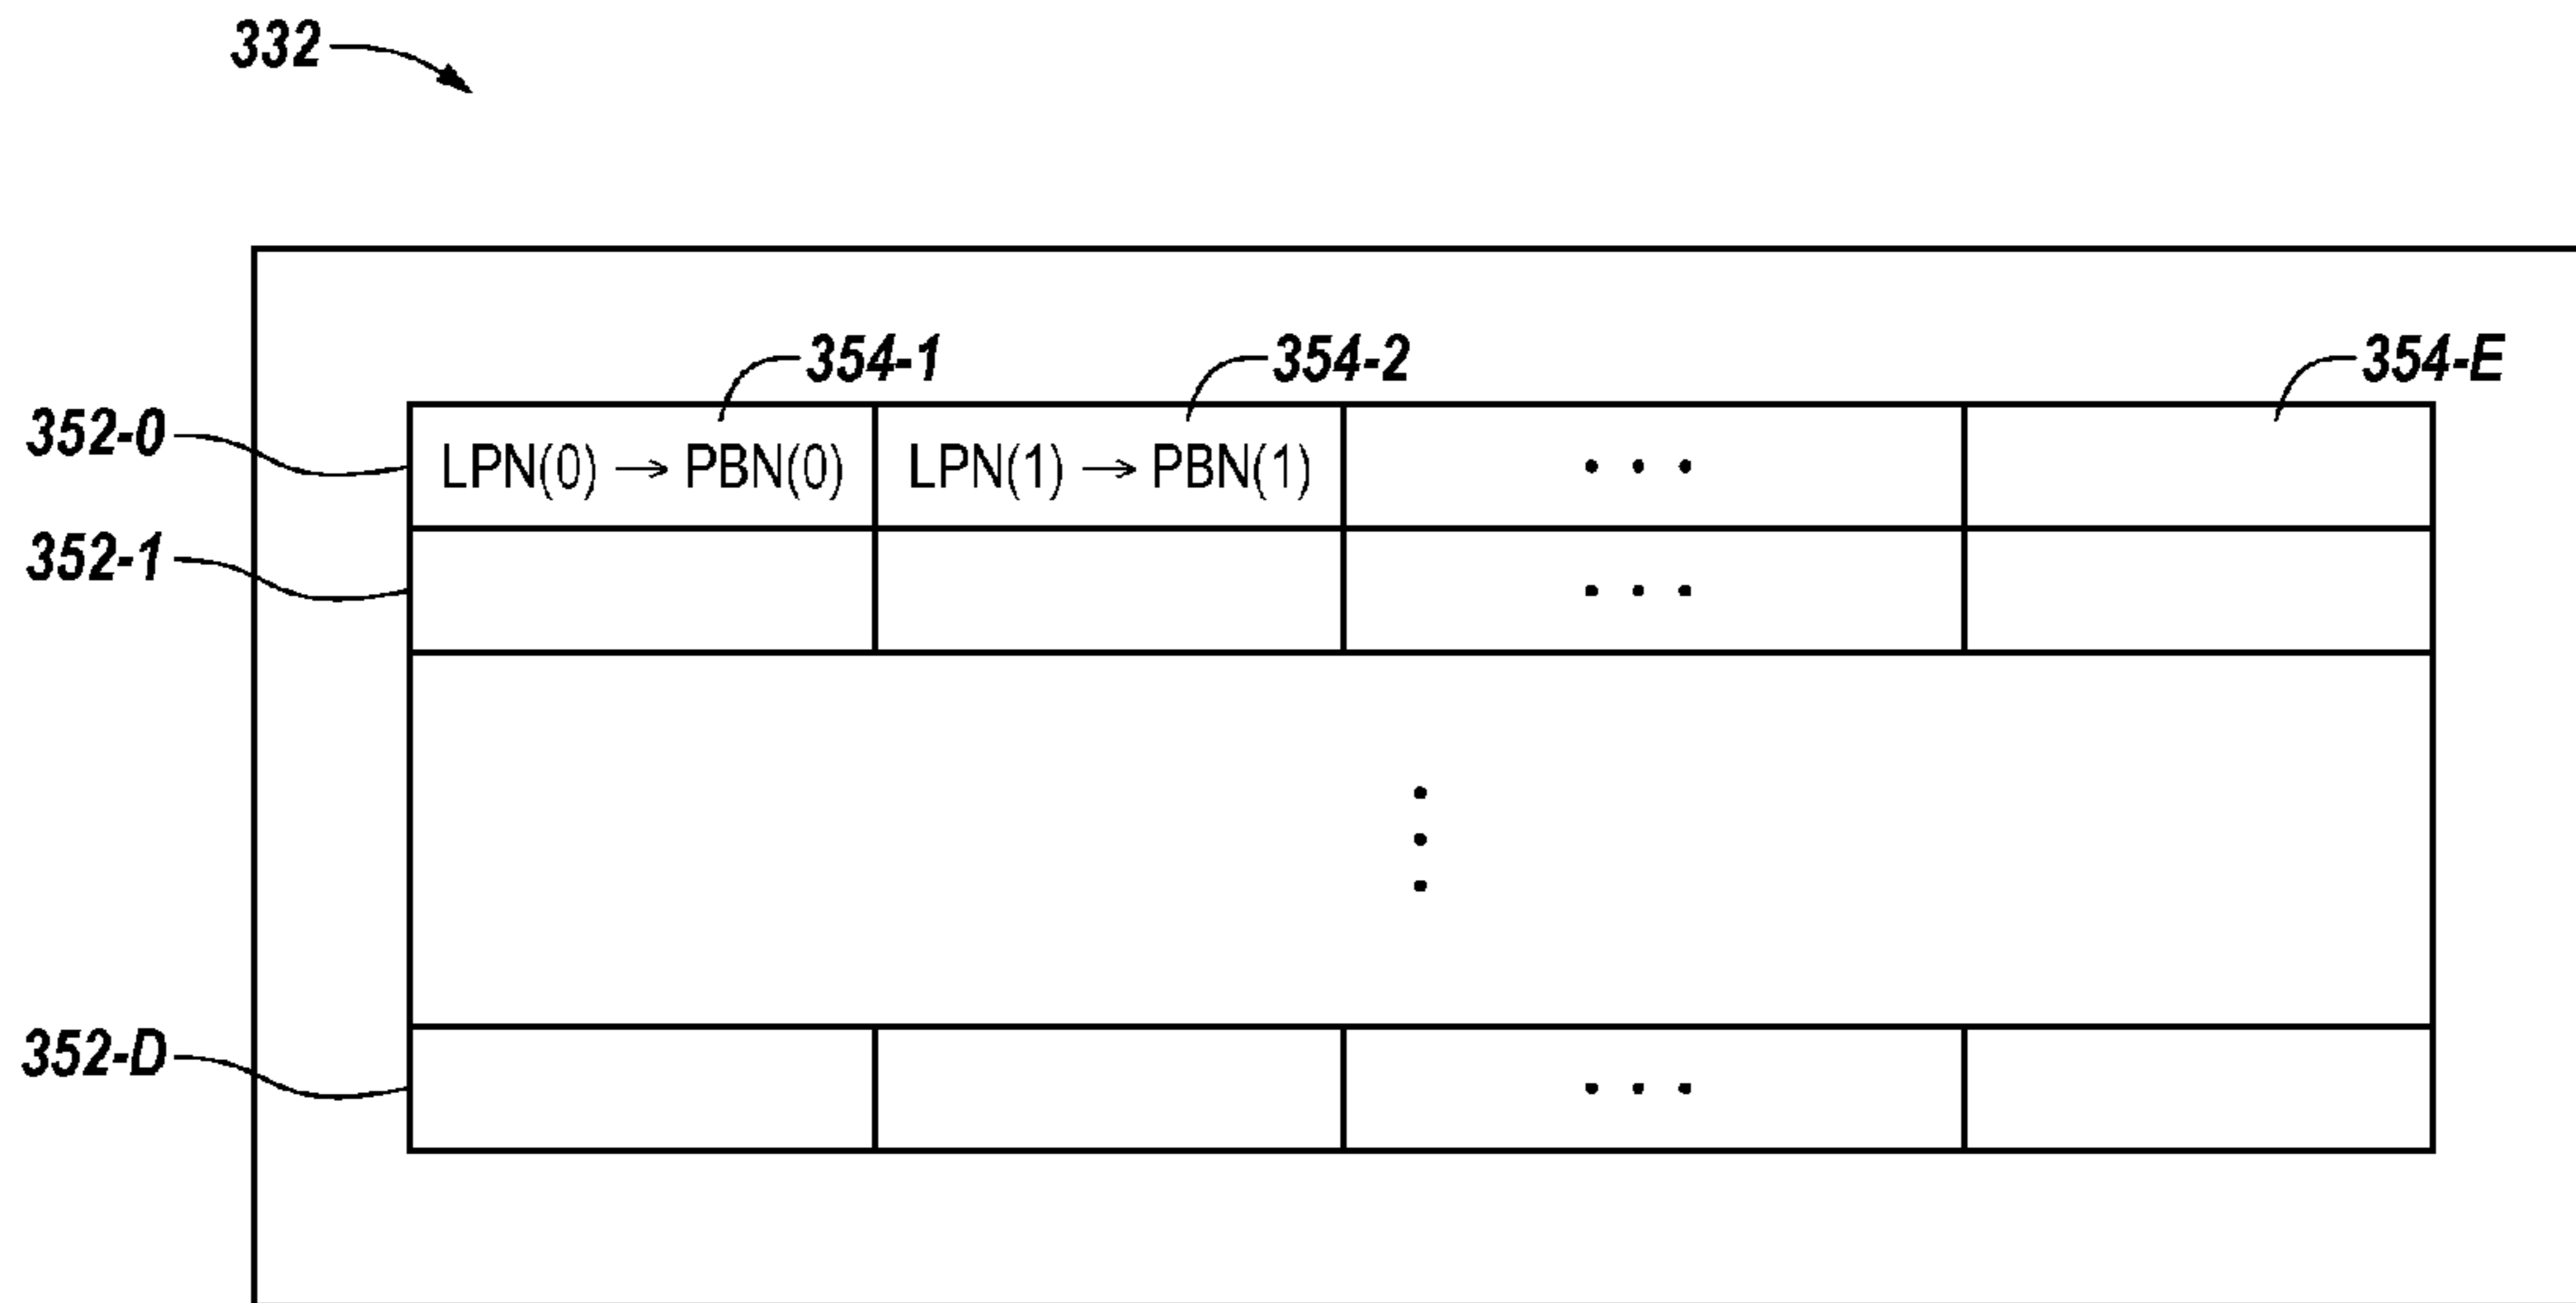 332
354-1 354-2 354-E
352-0 LPN(0) → PBN(0) LPN(1) → PBN(1) • • •
352-1 • • •
352-D • • •